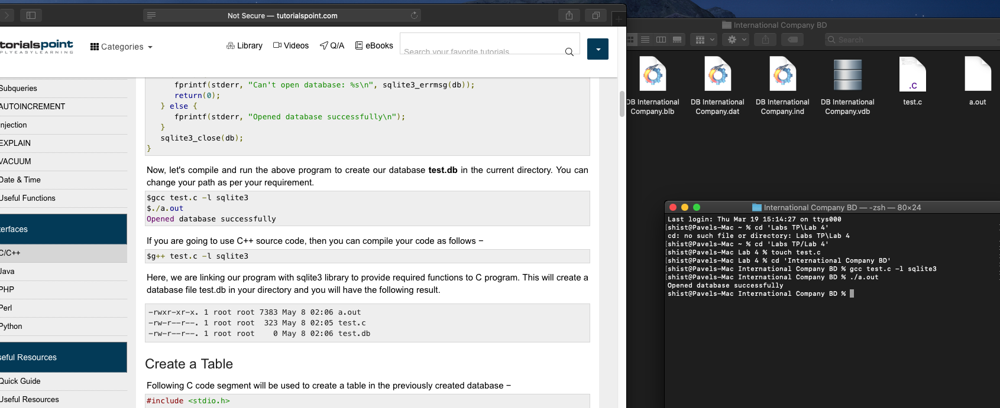 Not Secure — tutorialspoint.com
torialspoint
PLYEASYLEARNING
Categories
Library
Videos
Q/A
eBooks
Search your favorite tutorials
Subqueries
AUTOINCREMENT
njection
EXPLAIN
VACUUM
Date & Time
Useful Functions
terfaces
C/C++
Java
PHP
Perl
Python
seful Resources
Quick Guide
Useful Resources
fprintf(stderr, "Can't open database: %s\n", sqlite3_errmsg(db));
return(0);
} else {
fprintf(stderr, "Opened database successfully\n");
}
sqlite3_close(db);
}
Now, let's compile and run the above program to create our database test.db in the current directory. You can
change your path as per your requirement.
$gcc test.c -l sqlite3
$./a.out
Opened database successfully
If you are going to use C++ source code, then you can compile your code as follows −
$g++ test.c -l sqlite3
Here, we are linking our program with sqlite3 library to provide required functions to C program. This will create a
database file test.db in your directory and you will have the following result.
-rwxr-xr-x. 1 root root 7383 May 8 02:06 a.out
-rw-r--r--. 1 root root  323 May 8 02:05 test.c
-rw-r--r--. 1 root root    0 May 8 02:06 test.db
Create a Table
Following C code segment will be used to create a table in the previously created database −
#include <stdio.h>
International Company BD
Search
DB International
Company.blb
DB International
Company.dat
DB International
Company.ind
DB International
Company.vdb
.C
test.c
a.out
International Company BD — -zsh — 80×24
Last login: Thu Mar 19 15:14:27 on ttys000
[shist@Pavels-Mac ~ % cd 'Labs TP\Lab 4'
cd: no such file or directory: Labs TP\Lab 4
[shist@Pavels-Mac ~ % cd 'Labs TP/Lab 4'
[shist@Pavels-Mac Lab 4 % touch test.c
[shist@Pavels-Mac Lab 4 % cd 'International Company BD'
[shist@Pavels-Mac International Company BD % gcc test.c -l sqlite3
[shist@Pavels-Mac International Company BD % ./a.out
Opened database successfully
shist@Pavels-Mac International Company BD %